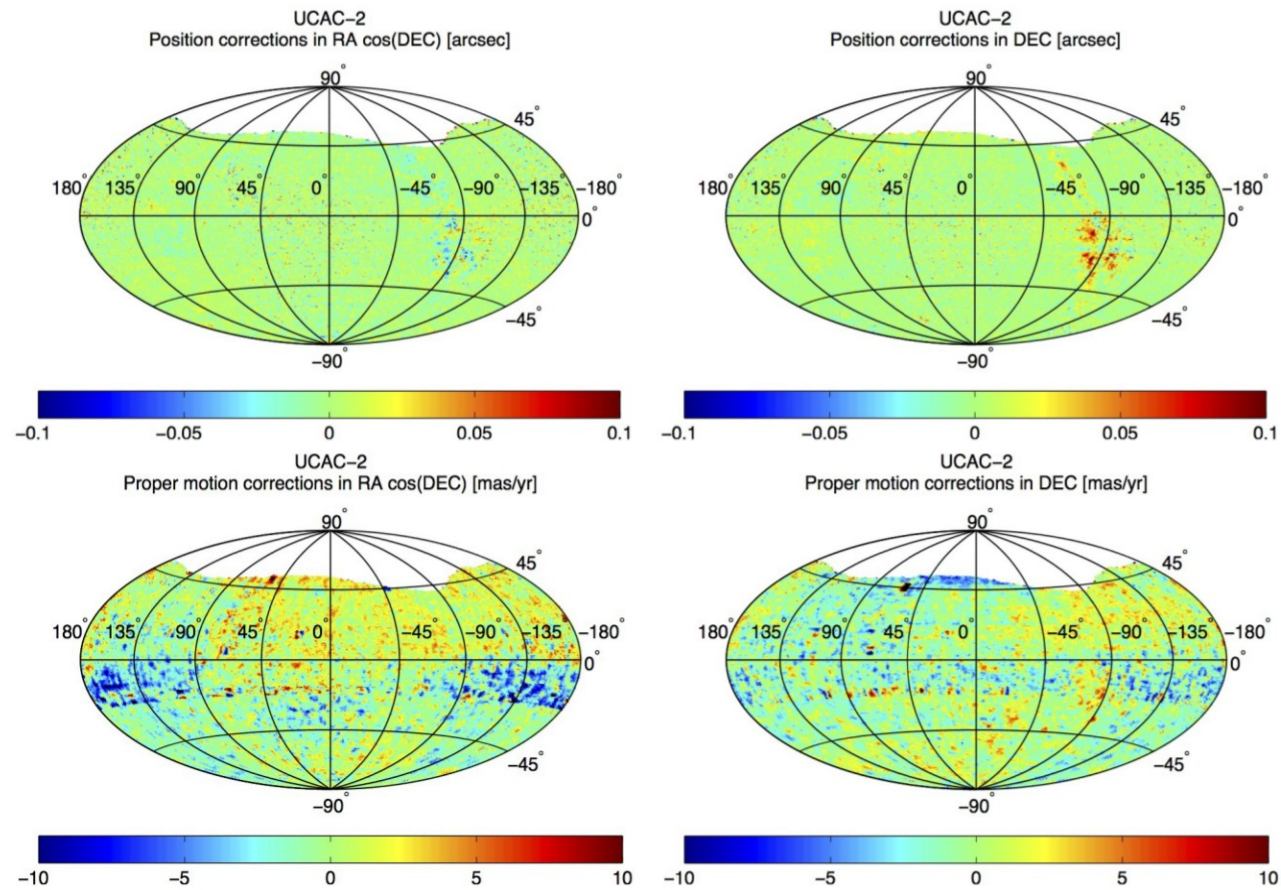 UCAC−2
Position corrections in RA cos(DEC) [arcsec]
90°
45°
180° 135° 90° 45° 0° −45° −90° −135° −180°
0°
−45°
−90°
−0.1 −0.05 0 0.05 0.1
UCAC−2
Position corrections in DEC [arcsec]
90°
45°
180° 135° 90° 45° 0° −45° −90° −135° −180°
0°
−45°
−90°
−0.1 −0.05 0 0.05 0.1
UCAC−2
Proper motion corrections in RA cos(DEC) [mas/yr]
90°
45°
180° 135° 90° 45° 0° −45° −90° −135° −180°
0°
−45°
−90°
−10 −5 0 5 10
UCAC−2
Proper motion corrections in DEC [mas/yr]
90°
45°
180° 135° 90° 45° 0° −45° −90° −135° −180°
0°
−45°
−90°
−10 −5 0 5 10